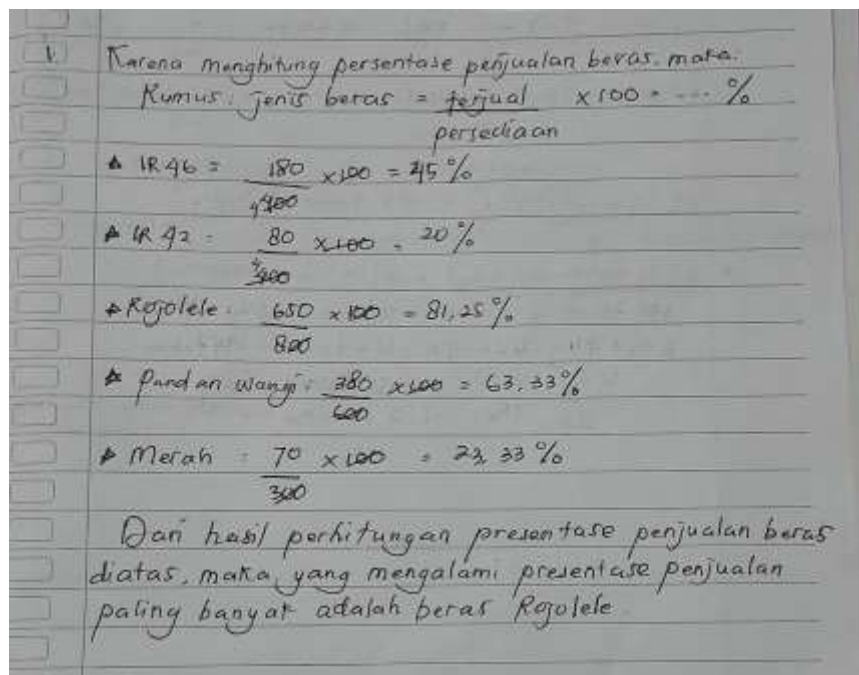 1. Karena menghitung persentase penjualan beras, maka.
Rumus: jenis beras = terjual x 100 = .... %
persediaan
IR 46 = 180 x 100 = 45 %
400
IR 42 = 80 x 100 = 20 %
400
Rojolele : 650 x 100 = 81,25 %
800
Pandan wangi : 380 x 100 = 63,33 %
600
Merah : 70 x 100 = 23,33 %
300
Dari hasil perhitungan presentase penjualan beras
diatas, maka, yang mengalami presentase penjualan
paling banyak adalah beras Rojolele.